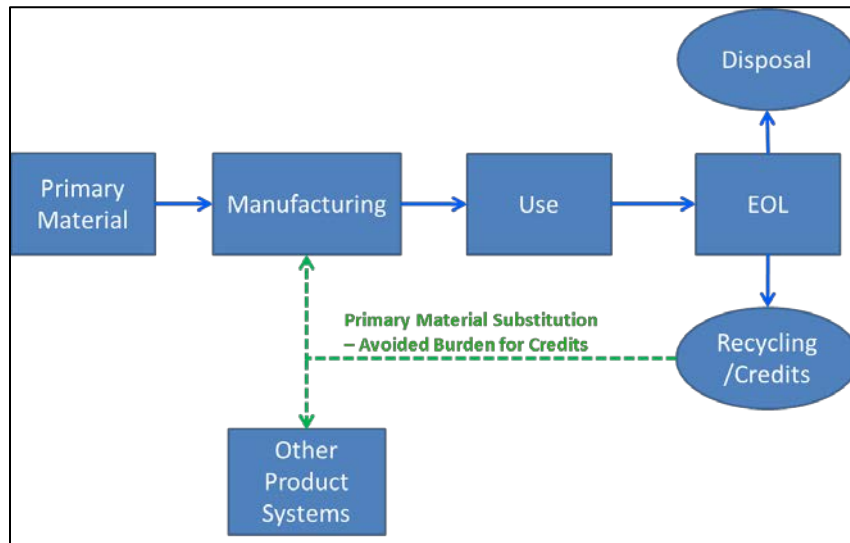 Disposal
Primary
Material
Manufacturing
Use
EOL
Primary Material Substitution
– Avoided Burden for Credits
Recycling
/Credits
Other
Product
Systems